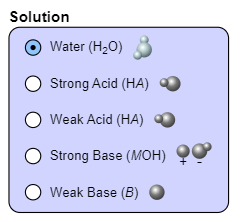 Solution
Water (H₂O)
Strong Acid (HA)
Weak Acid (HA)
Strong Base (MOH)
+ -
Weak Base (B)